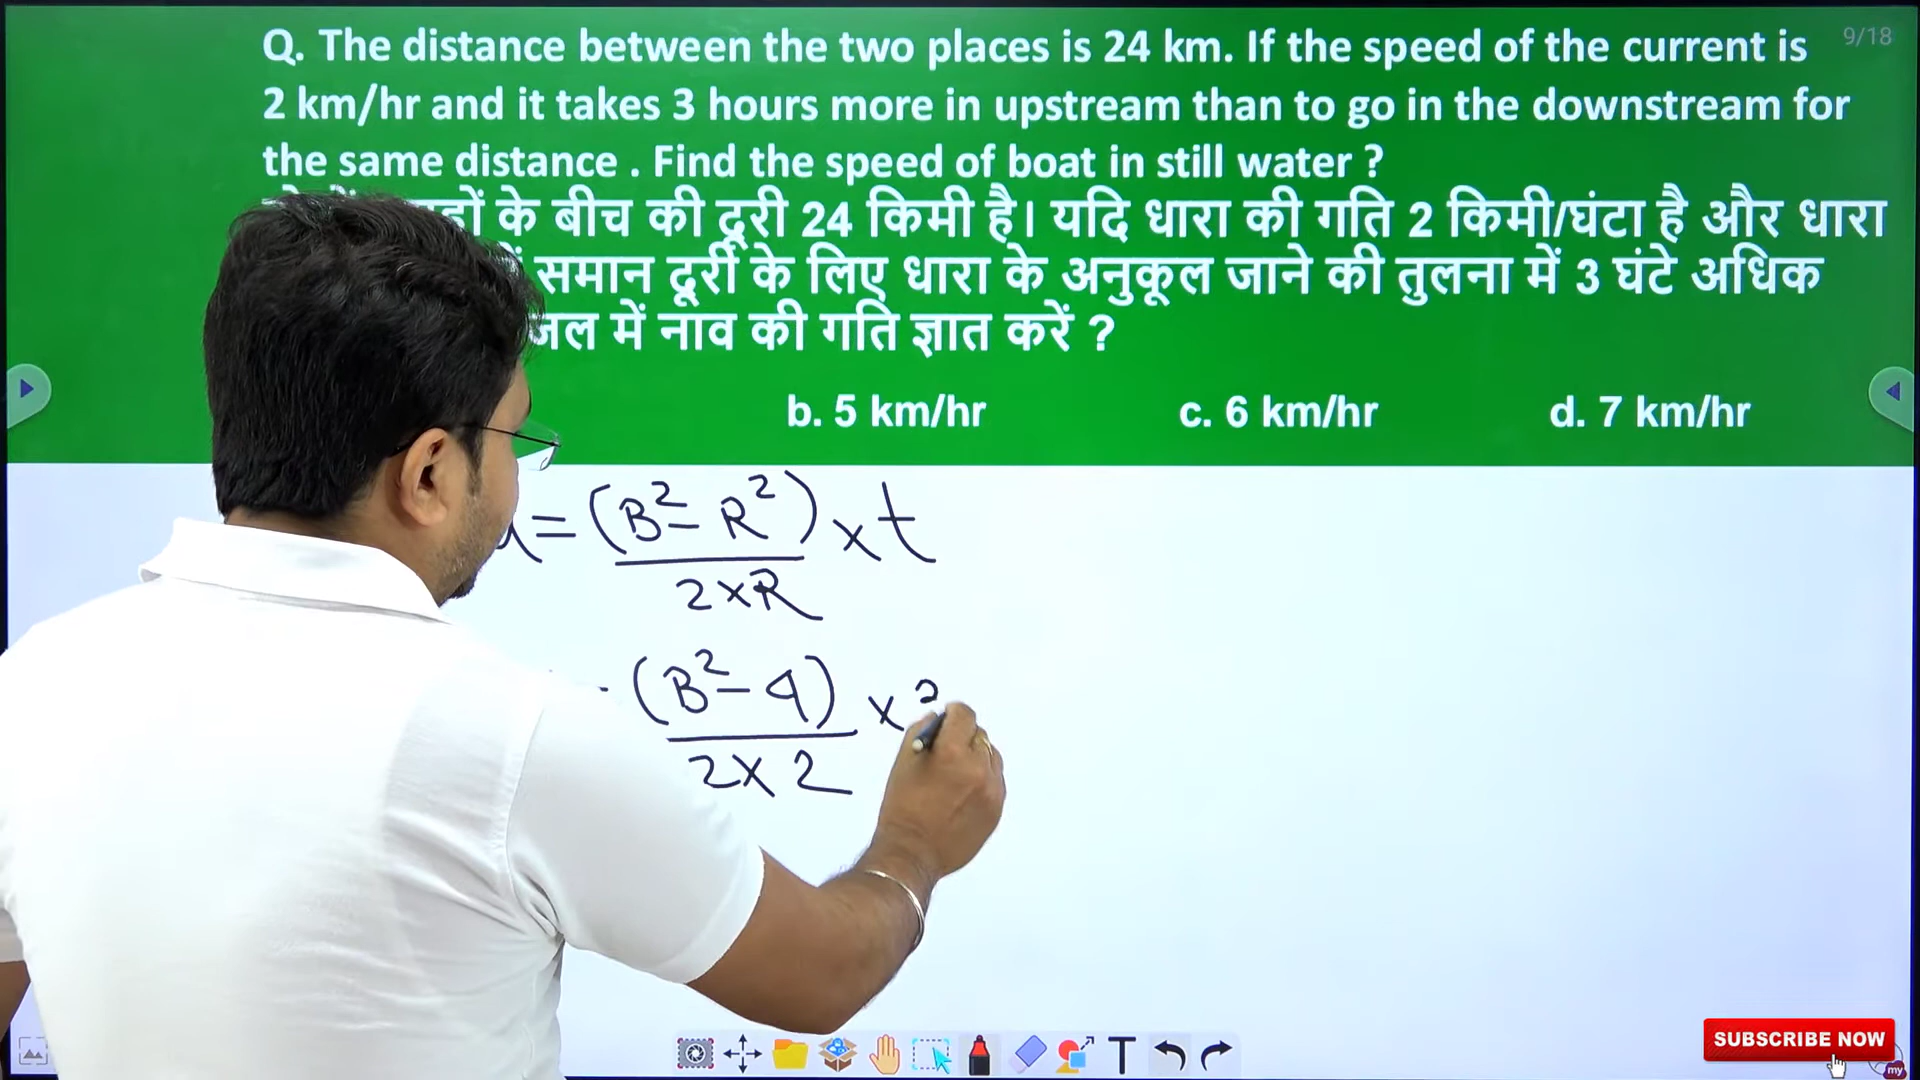 Q. The distance between the two places is 24 km. If the speed of the current is
9/18
2 km/hr and it takes 3 hours more in upstream than to go in the downstream for
the same distance . Find the speed of boat in still water ?
के बीच की दूरी 24 किमी है। यदि धारा की गति 2 किमी/घंटा है और धारा
समान दूरी के लिए धारा के अनुकूल जाने की तुलना में 3 घंटे अधिक
जल में नाव की गति ज्ञात करें ?
b. 5 km/hr c. 6 km/hr d. 7 km/hr
= (B² - R²) x t
2 x R
(B² - 4) x
2 x 2
T
SUBSCRIBE NOW
my